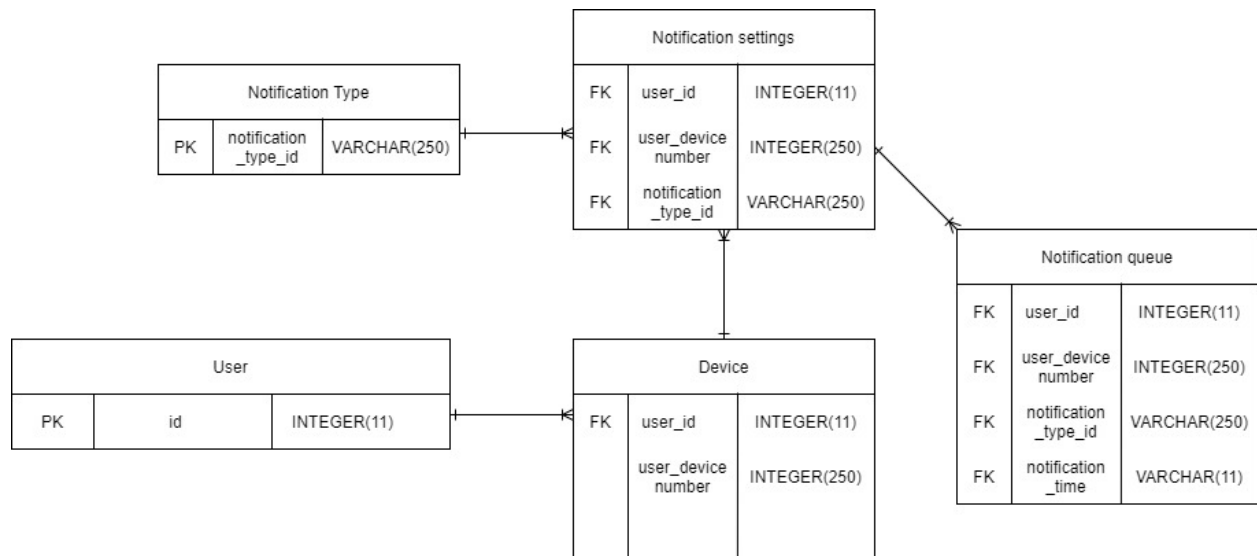 Notification settings
FK user_id INTEGER(11)
FK user_device
number INTEGER(250)
FK notification
_type_id VARCHAR(250)
Notification Type
PK notification
_type_id VARCHAR(250)
Notification queue
FK user_id INTEGER(11)
FK user_device
number INTEGER(250)
FK notification
_type_id VARCHAR(250)
FK notification
_time VARCHAR(11)
User
PK id INTEGER(11)
Device
FK user_id INTEGER(11)
user_device
number INTEGER(250)